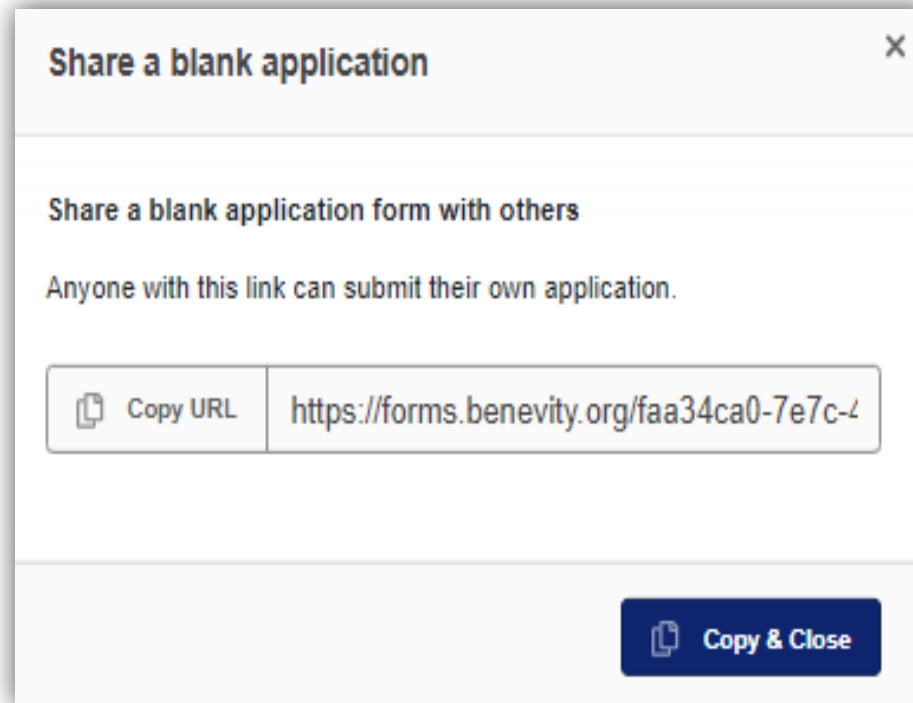 Share a blank application
Share a blank application form with others
Anyone with this link can submit their own application.
Copy URL https://forms.benevity.org/faa34ca0-7e7c-4
Copy & Close